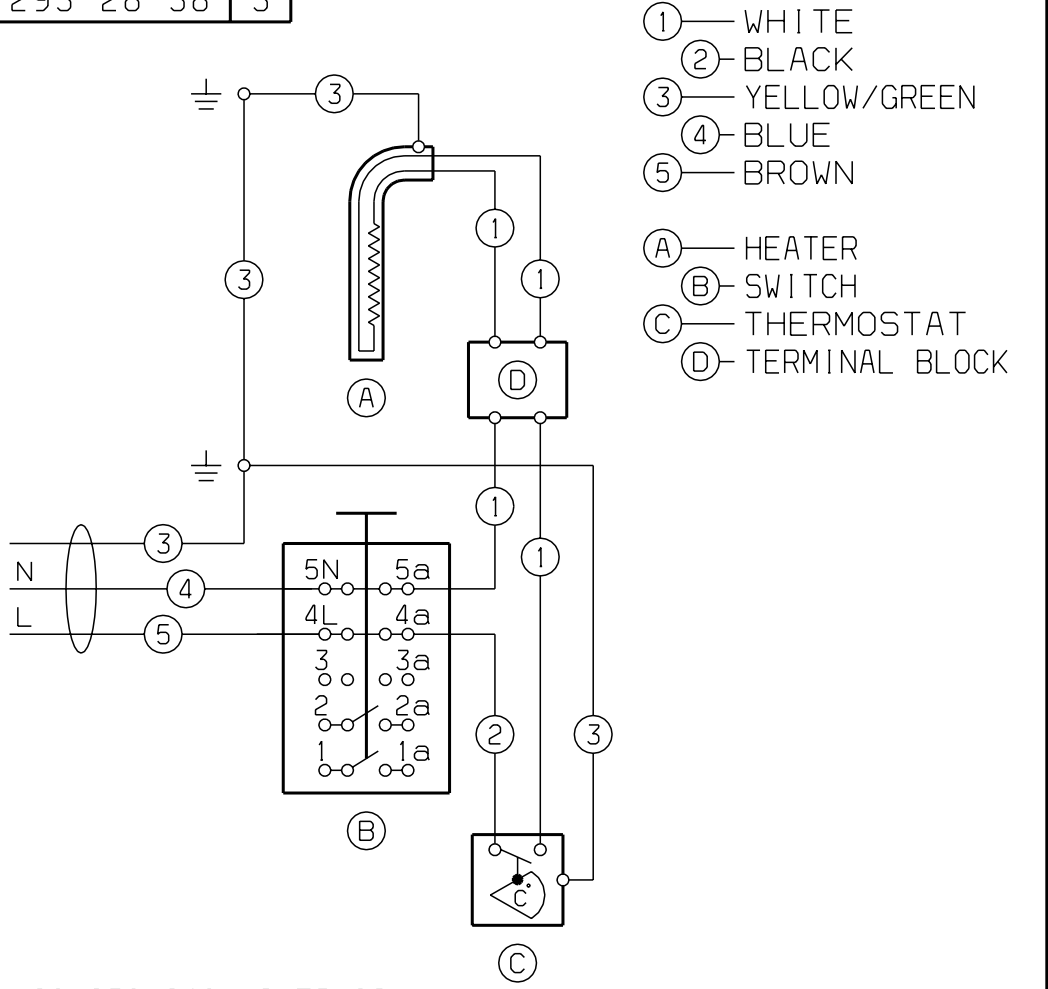 ① WHITE
② BLACK
③ YELLOW/GREEN
④ BLUE
⑤ BROWN
Ⓐ HEATER
Ⓑ SWITCH
Ⓒ THERMOSTAT
Ⓓ TERMINAL BLOCK
3
1
3
1
D
A
1
3
1
N
5N 5a
4
L
4L 4a
5
3 3a
2 2a
2
3
1 1a
B
C°
C